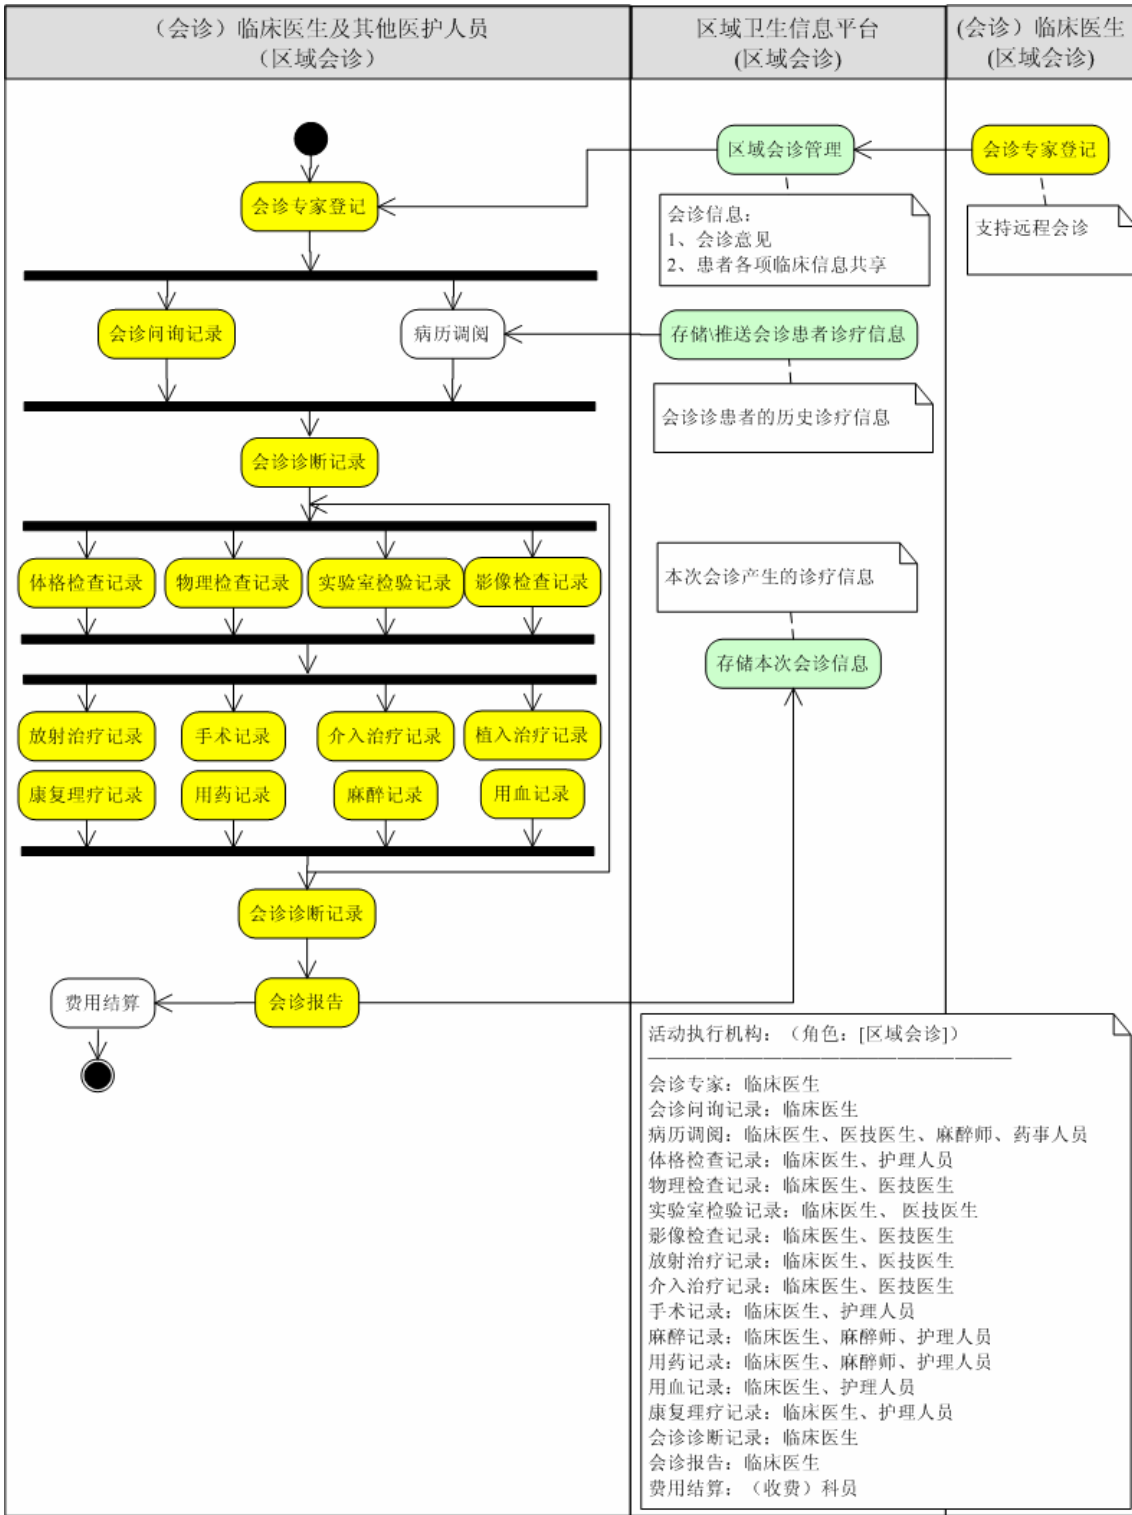 （会诊）临床医生及其他医护人员
（区域会诊）
区域卫生信息平台
(区域会诊)
(会诊）临床医生
(区域会诊)
区域会诊管理
会诊专家登记
会诊专家登记
会诊信息：
1、会诊意见
2、患者各项临床信息共享
支持远程会诊
会诊问询记录
病历调阅
存储\推送会诊患者诊疗信息
会诊诊患者的历史诊疗信息
会诊诊断记录
体格检查记录
物理检查记录
实验室检验记录
影像检查记录
本次会诊产生的诊疗信息
存储本次会诊信息
放射治疗记录
手术记录
介入治疗记录
植入治疗记录
康复理疗记录
用药记录
麻醉记录
用血记录
会诊诊断记录
费用结算
会诊报告
活动执行机构：（角色：[区域会诊]）
———————————————————
会诊专家：临床医生
会诊问询记录：临床医生
病历调阅：临床医生、医技医生、麻醉师、药事人员
体格检查记录：临床医生、护理人员
物理检查记录：临床医生、医技医生
实验室检验记录：临床医生、 医技医生
影像检查记录：临床医生、医技医生
放射治疗记录：临床医生、医技医生
介入治疗记录：临床医生、医技医生
手术记录：临床医生、护理人员
麻醉记录：临床医生、麻醉师、护理人员
用药记录：临床医生、麻醉师、护理人员
用血记录：临床医生、护理人员
康复理疗记录：临床医生、护理人员
会诊诊断记录：临床医生
会诊报告：临床医生
费用结算：（收费）科员